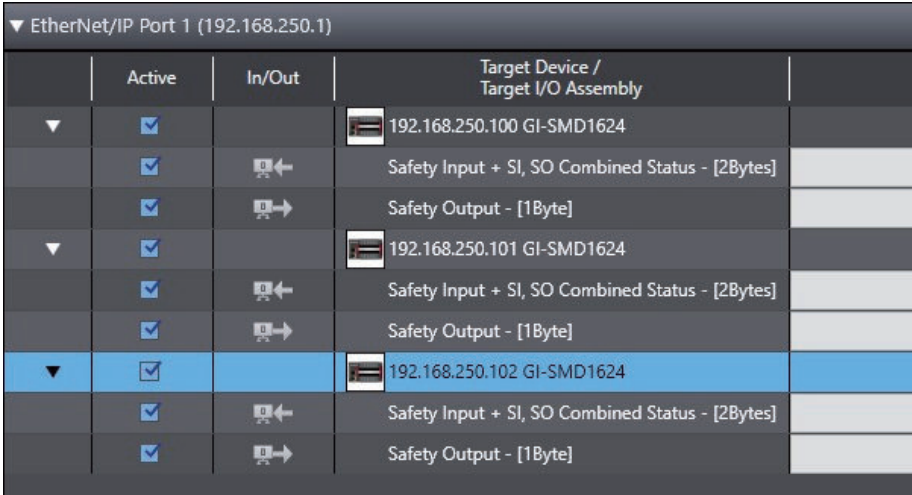 EtherNet/IP Port 1 (192.168.250.1)
Active In/Out Target Device /
Target I/O Assembly
192.168.250.100 GI-SMD1624
Safety Input + SI, SO Combined Status - [2Bytes]
Safety Output - [1Byte]
192.168.250.101 GI-SMD1624
Safety Input + SI, SO Combined Status - [2Bytes]
Safety Output - [1Byte]
192.168.250.102 GI-SMD1624
Safety Input + SI, SO Combined Status - [2Bytes]
Safety Output - [1Byte]